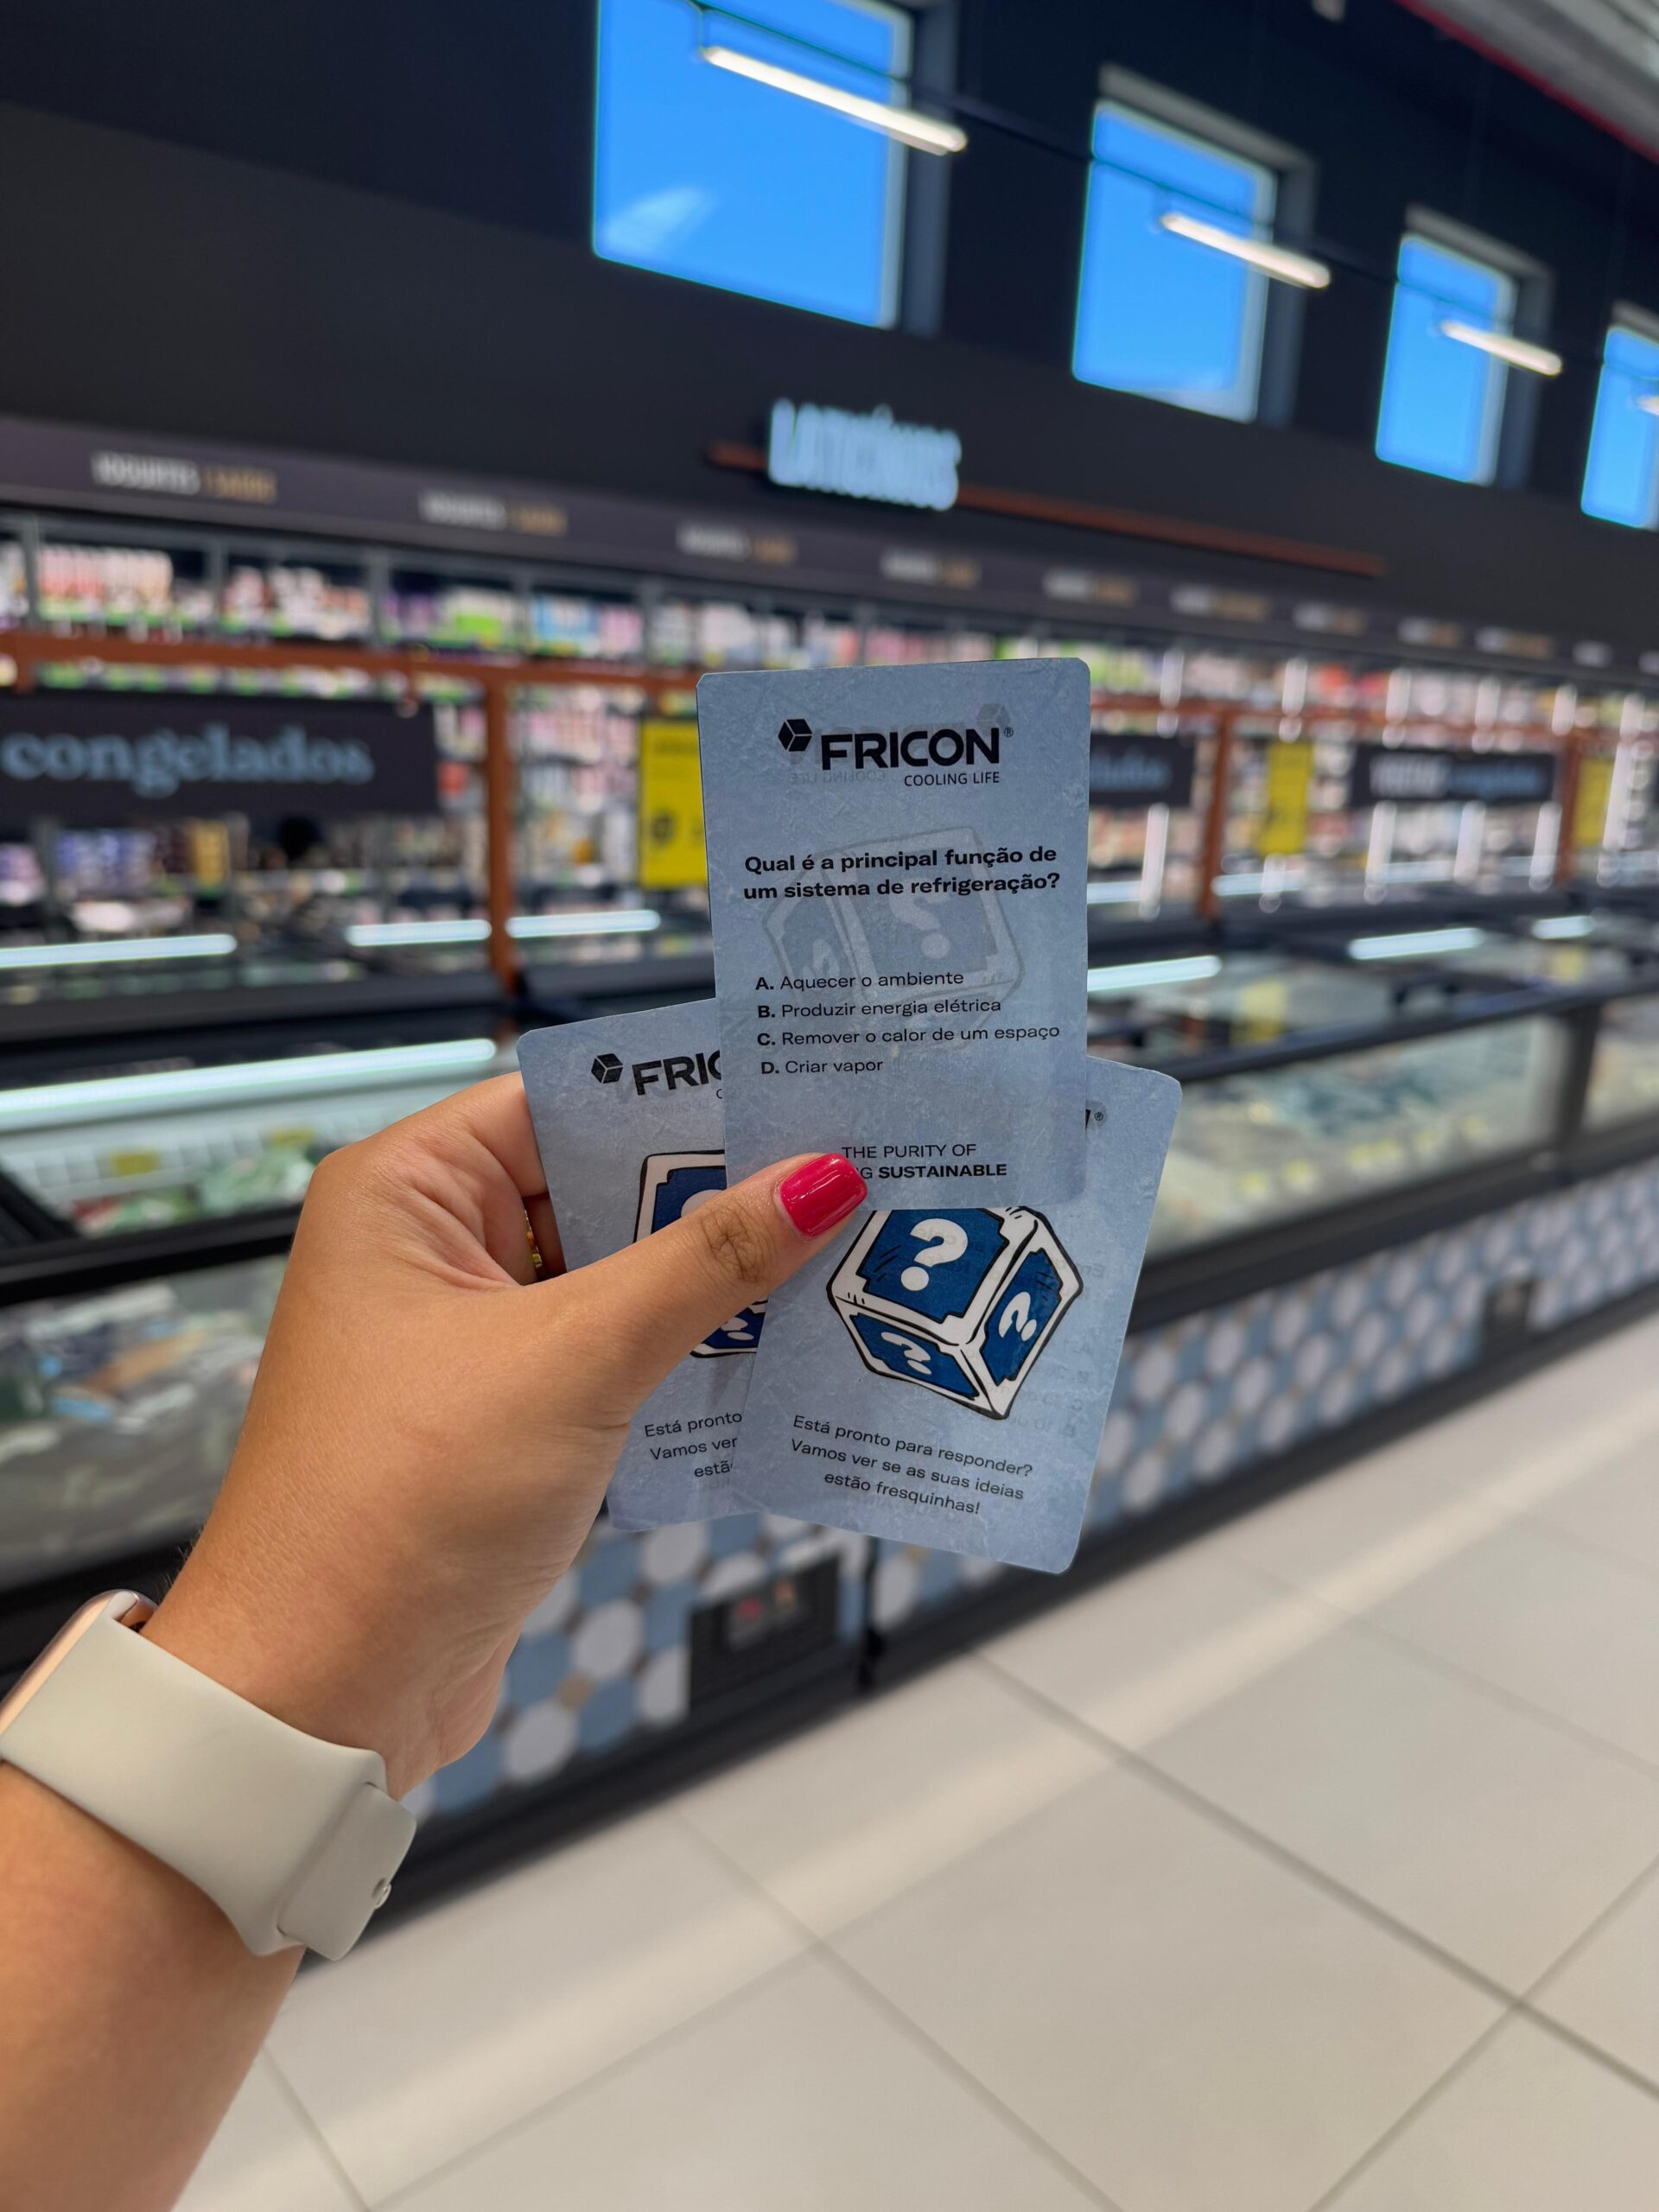 LATICÍNIOS
IOGURTES
congelados
FRICON®
COOLING LIFE
Qual é a principal função de
um sistema de refrigeração?
A. Aquecer o ambiente
B. Produzir energia elétrica
C. Remover o calor de um espaço
D. Criar vapor
THE PURITY OF
SUSTAINABLE
FRIC
Está pronto
Vamos ver
?
?
?
Está pronto para responder?
Vamos ver se as suas ideias
estão fresquinhas!